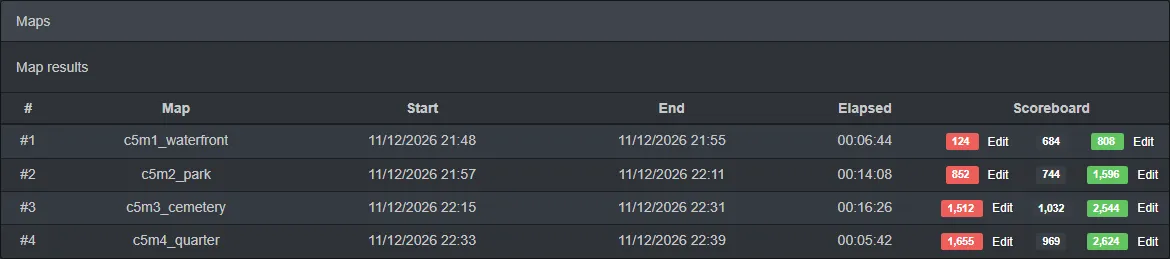 Maps
Map results
# Map Start End Elapsed Scoreboard
#1 c5m1_waterfront 11/12/2026 21:48 11/12/2026 21:55 00:06:44 124 Edit 684 808 Edit
#2 c5m2_park 11/12/2026 21:57 11/12/2026 22:11 00:14:08 852 Edit 744 1,596 Edit
#3 c5m3_cemetery 11/12/2026 22:15 11/12/2026 22:31 00:16:26 1,512 Edit 1,032 2,544 Edit
#4 c5m4_quarter 11/12/2026 22:33 11/12/2026 22:39 00:05:42 1,655 Edit 969 2,624 Edit